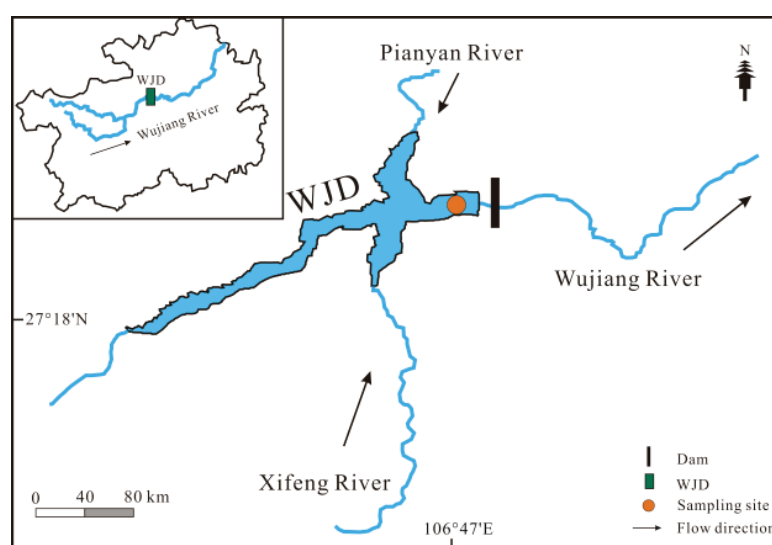 Pianyan River
N
WJD
Wujiang River
WJD
Wujiang River
27°18'N
Xifeng River
Dam
WJD
Sampling site
Flow direction
0 40 80 km
106°47'E